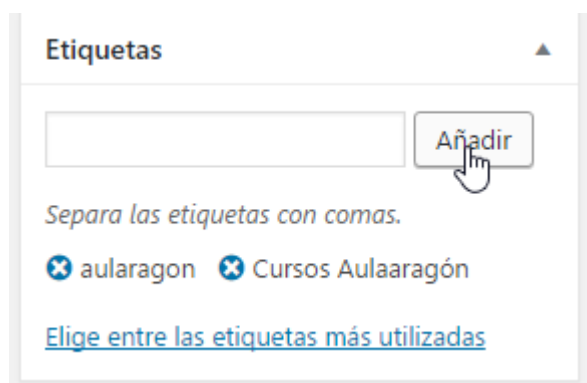 Etiquetas
Añadir
Separa las etiquetas con comas.
aularagon Cursos Aulaaragón
Elige entre las etiquetas más utilizadas